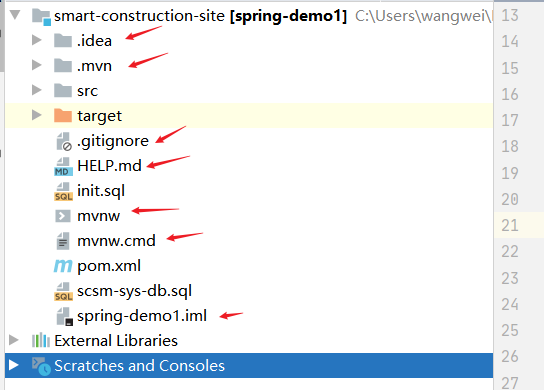 smart-construction-site [spring-demo1] C:\Users\wangwei\
.idea
.mvn
src
target
.gitignore
MD HELP.md
SQL init.sql
mvnw
mvnw.cmd
m pom.xml
SQL scsm-sys-db.sql
spring-demo1.iml
External Libraries
Scratches and Consoles
13
14
15
16
17
18
19
20
21
22
23
24
25
26
27